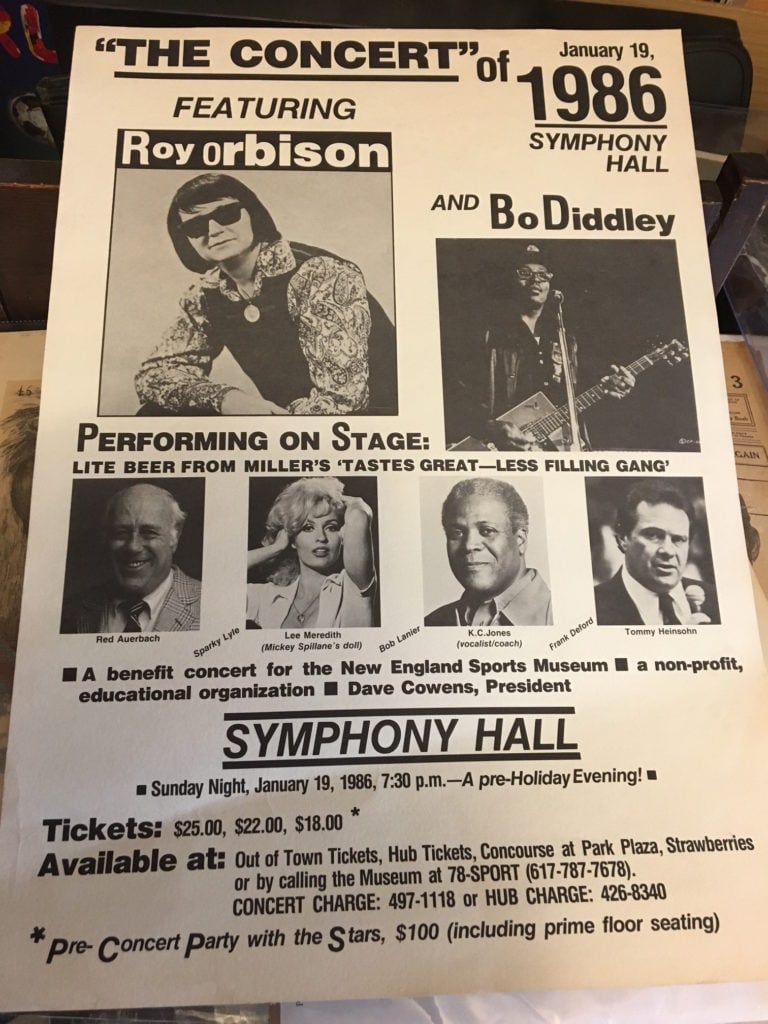 "THE CONCERT" of
January 19,
1986
SYMPHONY
HALL
FEATURING
Roy Orbison
AND Bo Diddley
PERFORMING ON STAGE:
LITE BEER FROM MILLER'S 'TASTES GREAT—LESS FILLING GANG'
Red Auerbach
Sparky Lyle
Lee Meredith
(Mickey Spillane's doll)
Bob Lanier
K.C.Jones
(vocalist/coach)
Frank Deford
Tommy Heinsohn
■ A benefit concert for the New England Sports Museum ■ a non-profit,
educational organization ■ Dave Cowens, President
SYMPHONY HALL
■ Sunday Night, January 19, 1986, 7:30 p.m.—A pre-Holiday Evening! ■
Tickets: $25.00, $22.00, $18.00 *
Available at: Out of Town Tickets, Hub Tickets, Concourse at Park Plaza, Strawberries
or by calling the Museum at 78-SPORT (617-787-7678).
CONCERT CHARGE: 497-1118 or HUB CHARGE: 426-8340
* Pre-Concert Party with the Stars, $100 (including prime floor seating)
3
GAIN